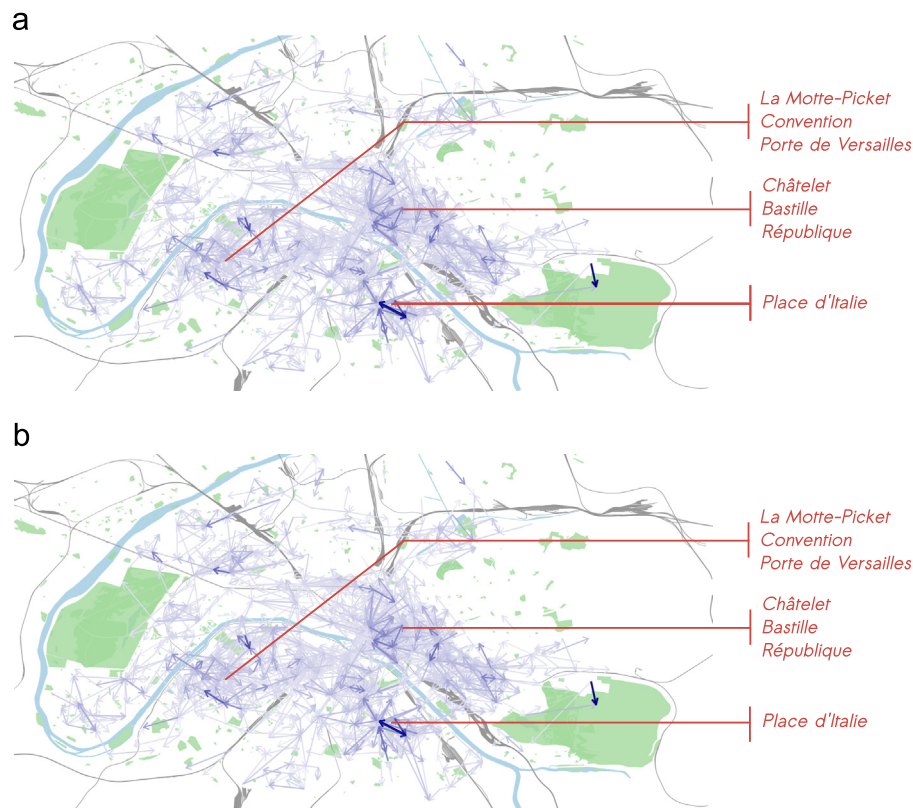 a
La Motte-Picket
Convention
Porte de Versailles
Châtelet
Bastille
République
Place d'Italie
b
La Motte-Picket
Convention
Porte de Versailles
Châtelet
Bastille
République
Place d'Italie